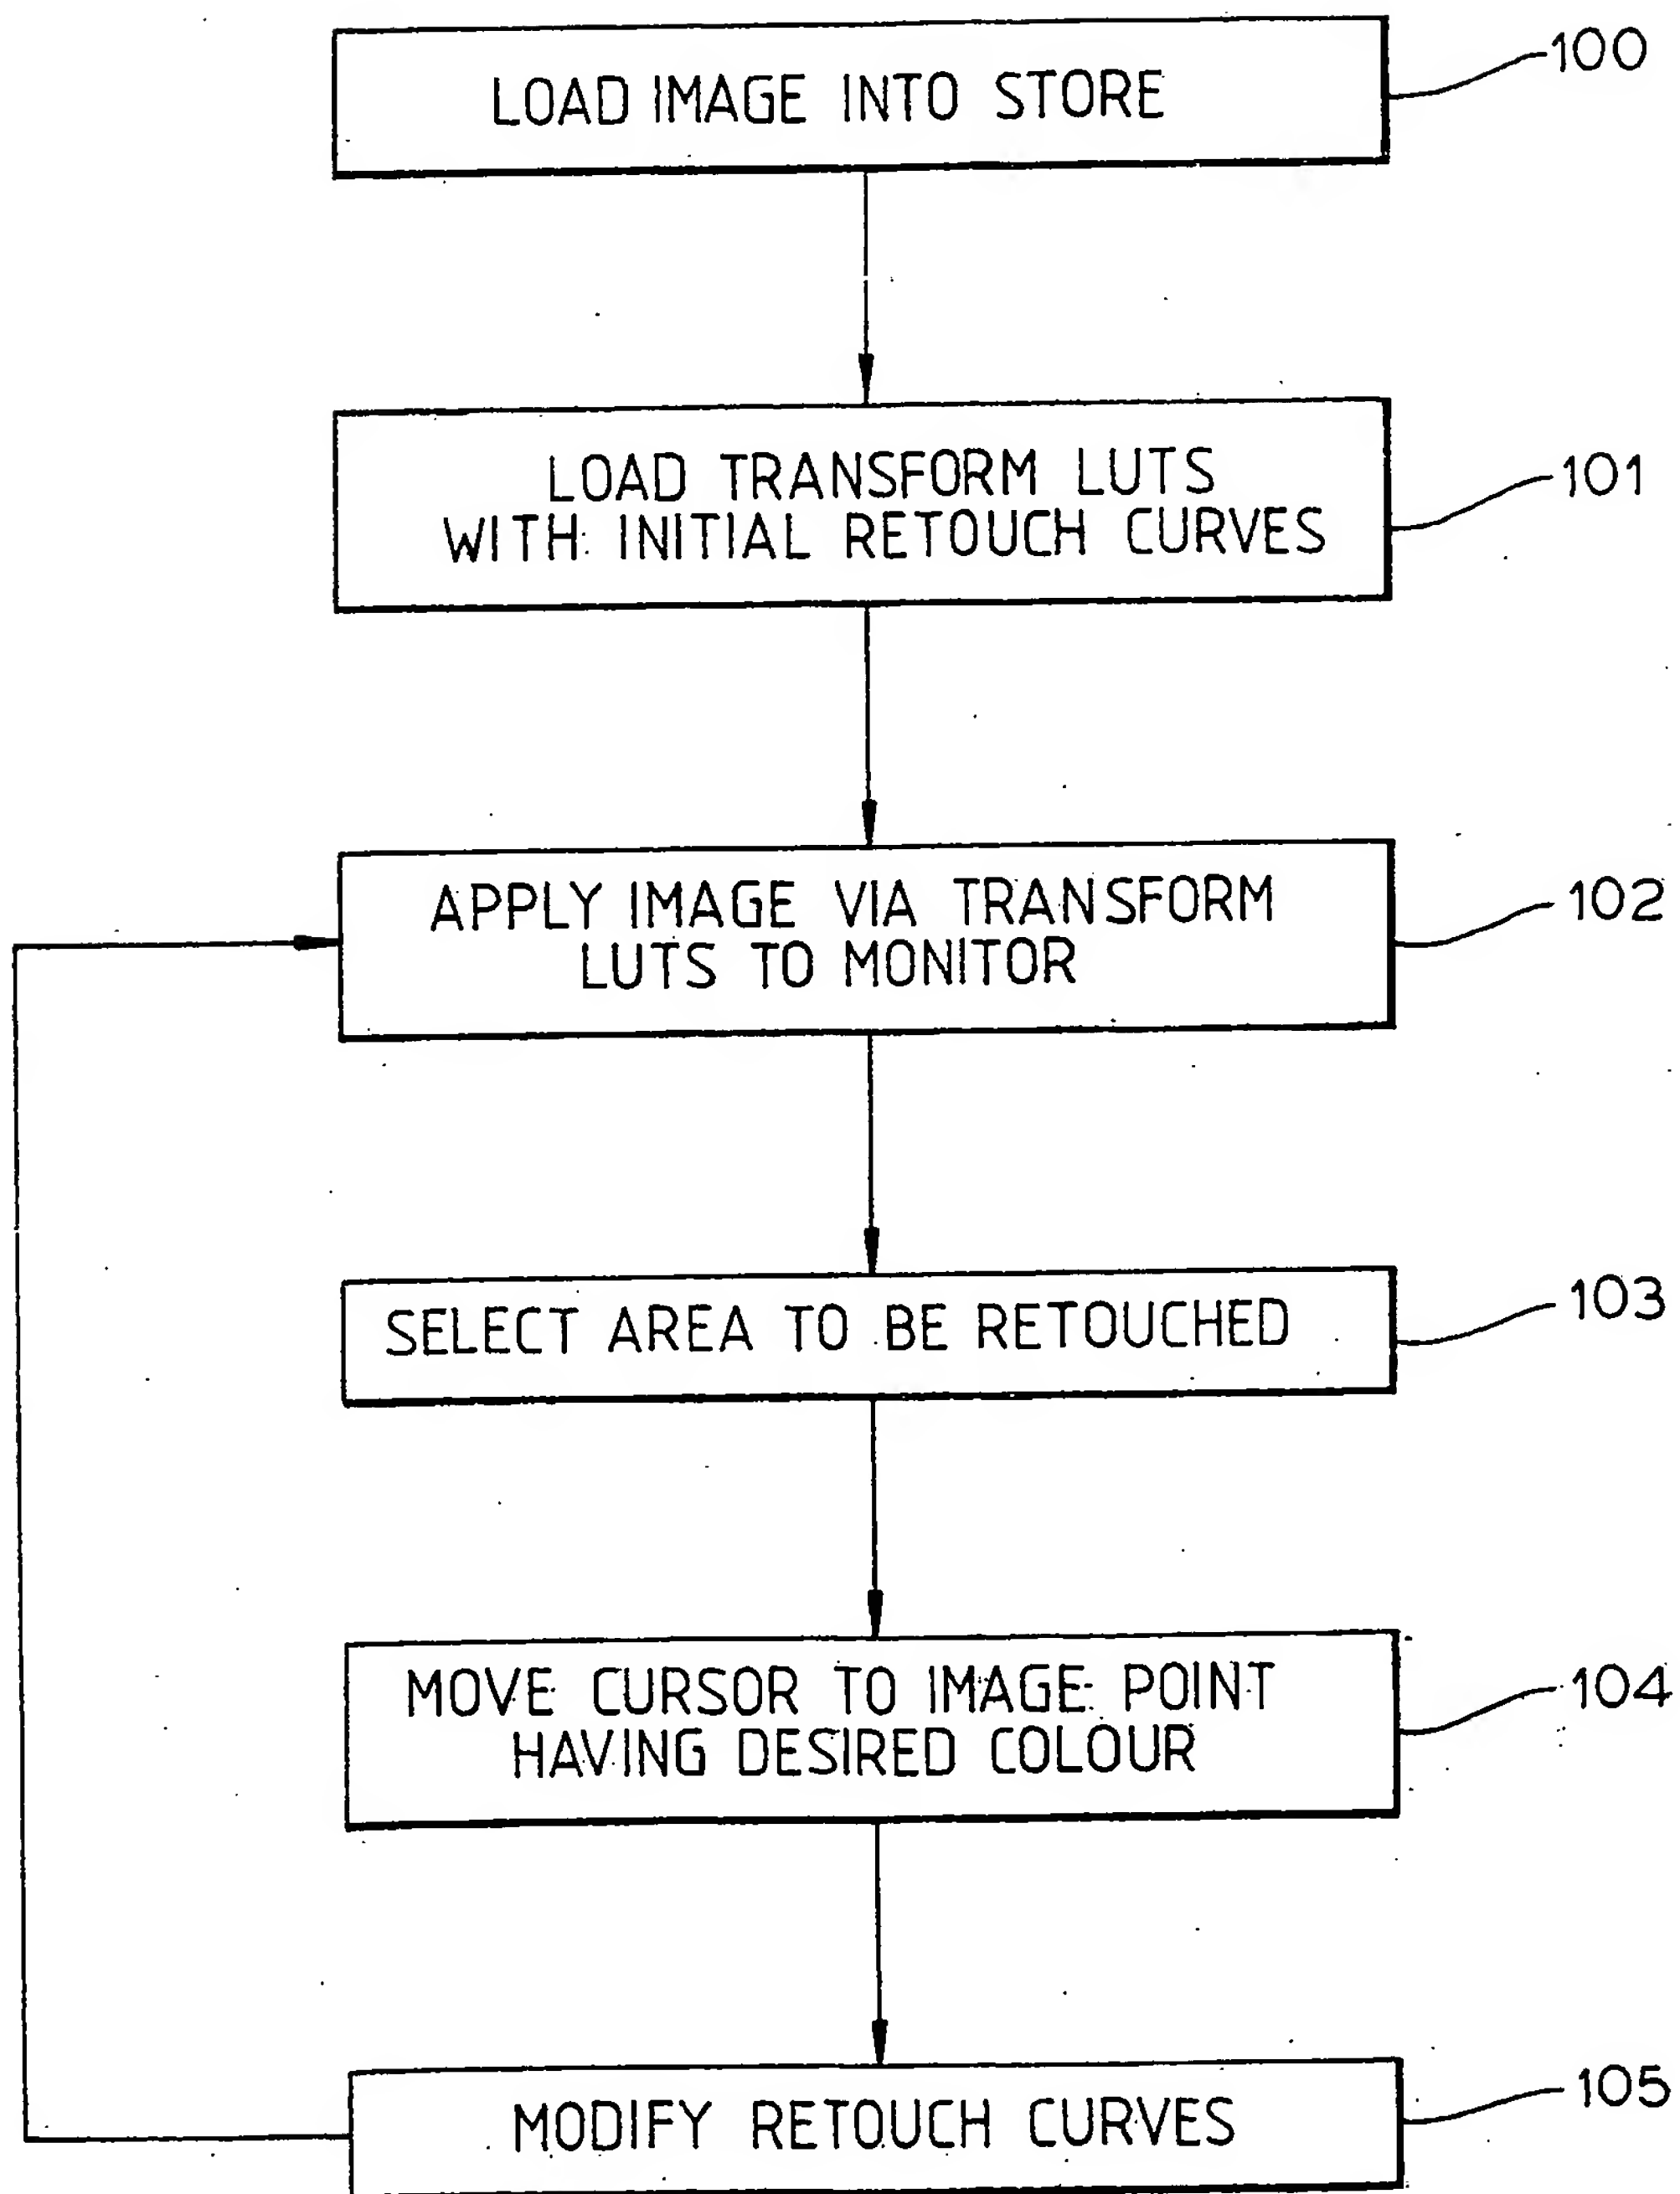 LOAD IMAGE INTO STORE
100
LOAD TRANSFORM LUTS
WITH INITIAL RETOUCH CURVES
101
APPLY IMAGE VIA TRANSFORM
LUTS TO MONITOR
102
SELECT AREA TO BE RETOUCHED
103
MOVE CURSOR TO IMAGE POINT
HAVING DESIRED COLOUR
104
MODIFY RETOUCH CURVES
105